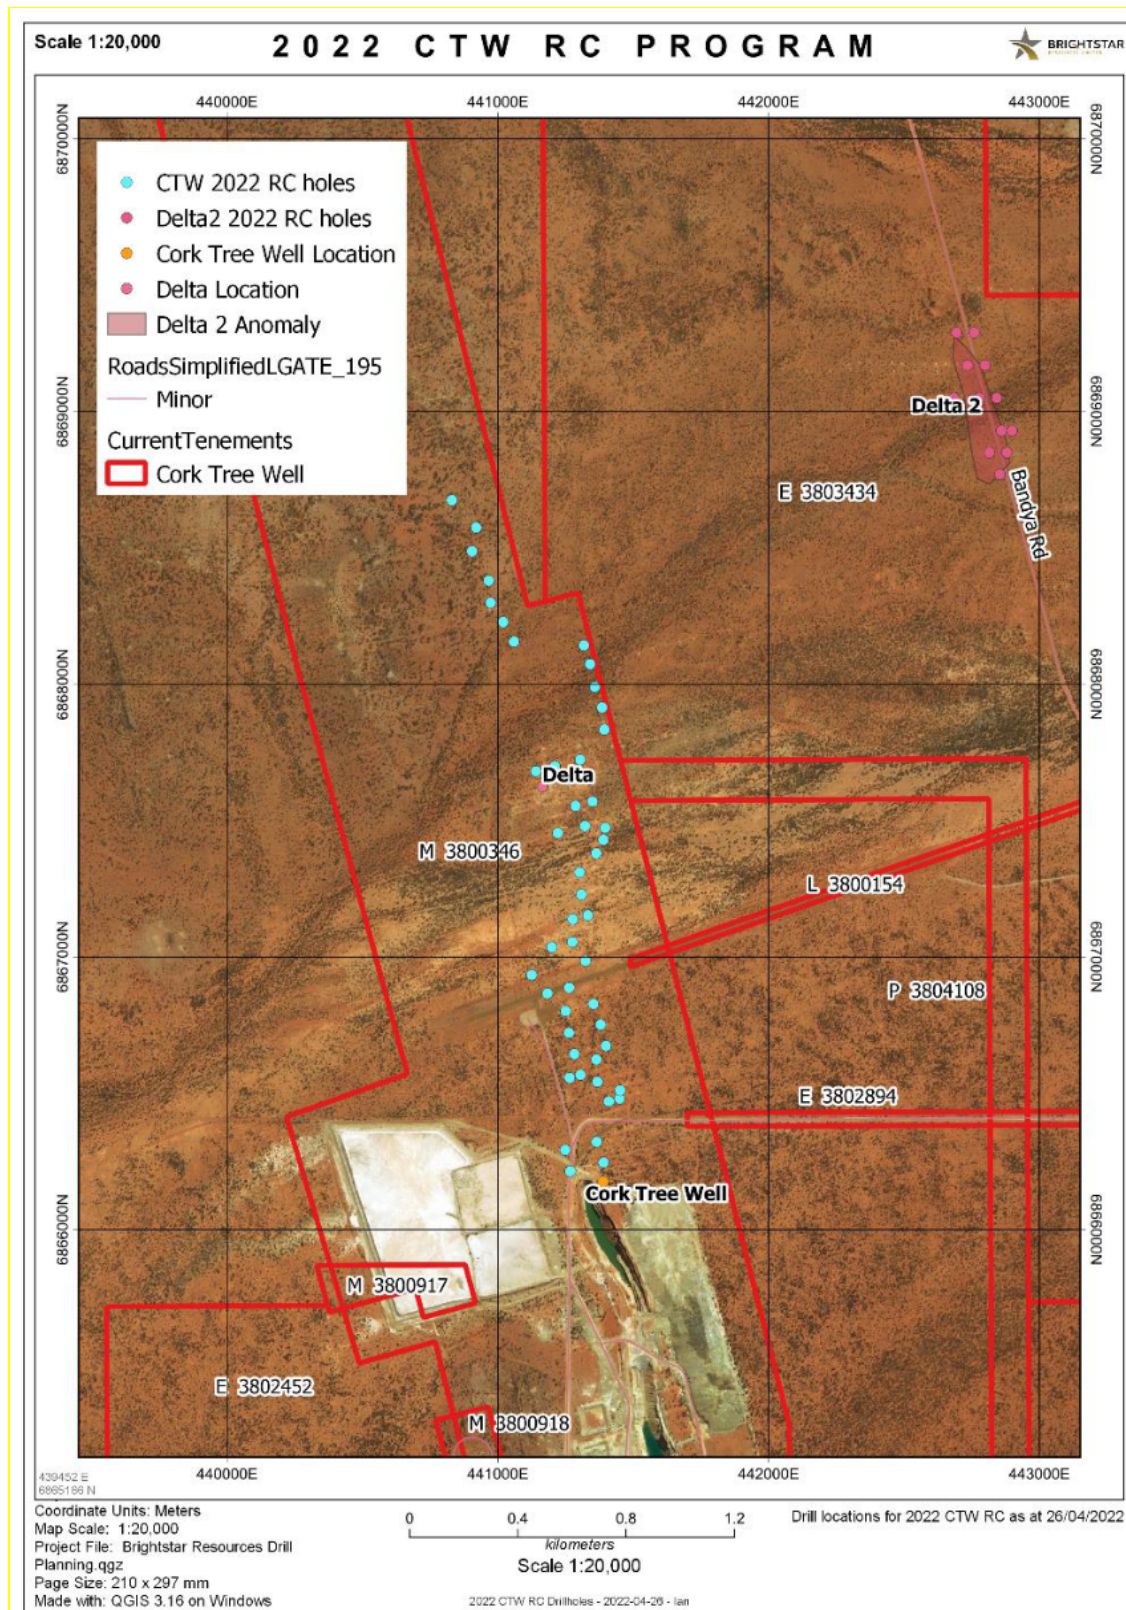 Scale 1:20,000
2022 CTW RC PROGRAM
BRIGHTSTAR
440000E
441000E
442000E
443000E
6870000N
6870000N
CTW 2022 RC holes
Delta2 2022 RC holes
Cork Tree Well Location
Delta Location
Delta 2 Anomaly
RoadsSimplifiedLGATE_195
Minor
CurrentTenements
Cork Tree Well
6869000N
Delta 2
6869000N
E 3803434
Bandya Rd
6868000N
6868000N
Delta
M 3800346
L 3800154
6867000N
6867000N
P 3804108
E 3802894
Cork Tree Well
6866000N
6866000N
M 3800917
E 3802452
M 3800918
439452 E
6865166 N
440000E
441000E
442000E
443000E
Coordinate Units: Meters
Map Scale: 1:20,000
Project File: Brightstar Resources Drill
Planning.qgz
Page Size: 210 x 297 mm
Made with: QGIS 3.16 on Windows
0 0.4 0.8 1.2
kilometers
Scale 1:20,000
2022 CTW RC Drillholes - 2022-04-26 - Ian
Drill locations for 2022 CTW RC as at 26/04/2022